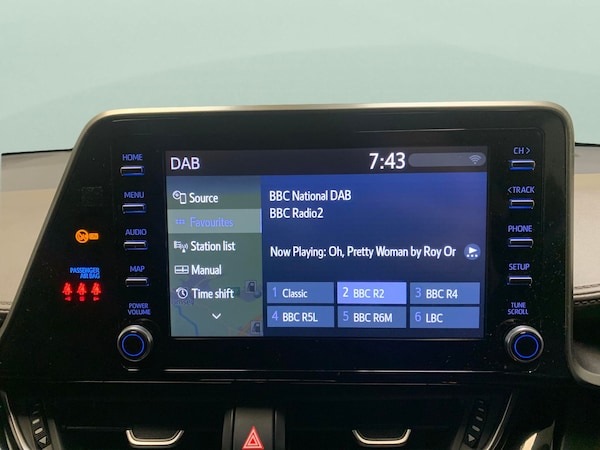 HOME
MENU
AUDIO
MAP
POWER
VOLUME
PASSENGER
AIR BAG
DAB
7:43
Source
Favourites
Station list
Manual
Time shift
BBC National DAB
BBC Radio2
Now Playing: Oh, Pretty Woman by Roy Or
1 Classic
2 BBC R2
3 BBC R4
4 BBC R5L
5 BBC R6M
6 LBC
CH >
< TRACK
PHONE
SETUP
TUNE
SCROLL